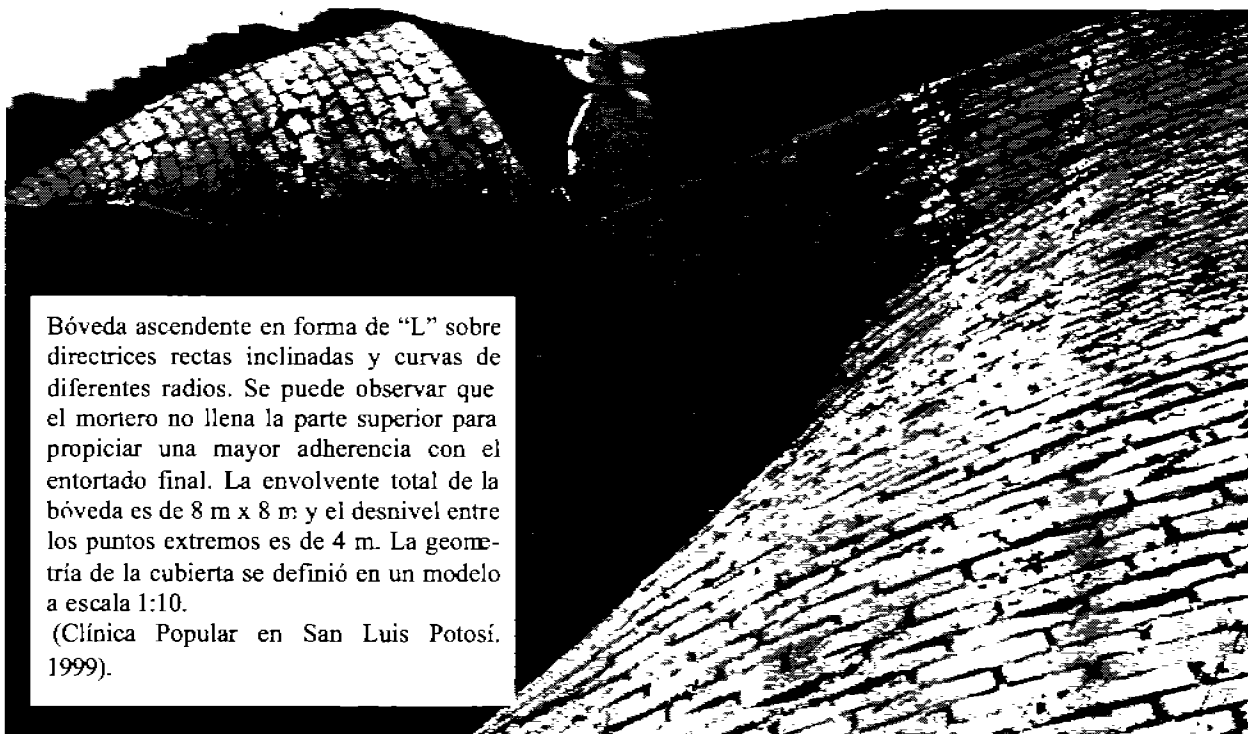 Bóveda ascendente en forma de “L” sobre
directrices rectas inclinadas y curvas de
diferentes radios. Se puede observar que
el mortero no llena la parte superior para
propiciar una mayor adherencia con el
entortado final. La envolvente total de la
bóveda es de 8 m x 8 m y el desnivel entre
los puntos extremos es de 4 m. La geome-
tría de la cubierta se definió en un modelo
a escala 1:10.
(Clínica Popular en San Luis Potosí.
1999).